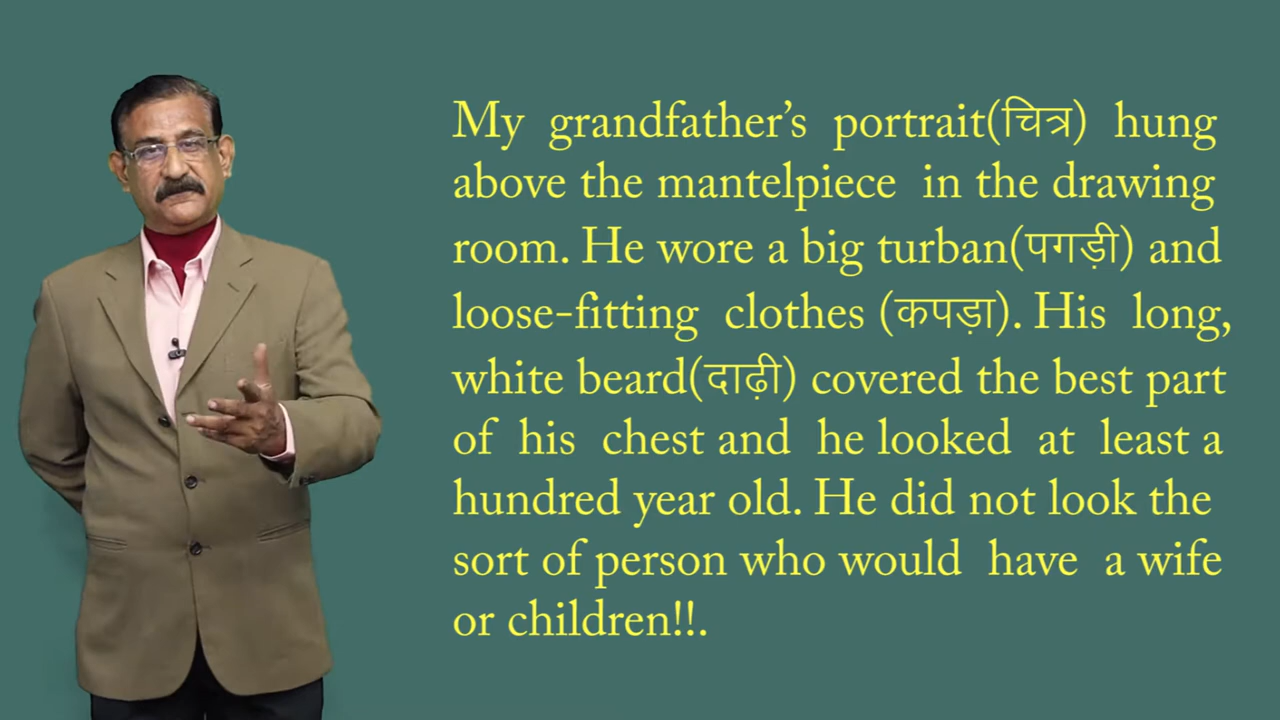 My grandfather’s portrait(चित्र) hung
above the mantelpiece in the drawing
room. He wore a big turban(पगड़ी) and
loose-fitting clothes (कपड़ा). His long,
white beard(दाढ़ी) covered the best part
of his chest and he looked at least a
hundred year old. He did not look the
sort of person who would have a wife
or children!!.